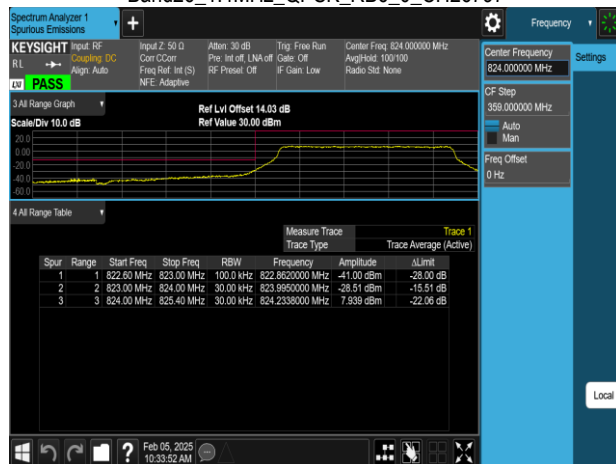 Spectrum Analyzer 1
Spurious Emissions
Frequency
KEYSIGHT
RL
Input: RF
Coupling: DC
Align: Auto
Input Z: 50 Ω
Corr CCorr
Freq Ref: Int (S)
NFE: Adaptive
Atten: 30 dB
Pre: Int off, LNA off
RF Preset: Off
Trig: Free Run
Gate: Off
IF Gain: Low
Center Freq: 824.000000 MHz
Avg|Hold: 100/100
Radio Std: None
LXI
PASS
Center Frequency
824.000000 MHz
Settings
CF Step
359.000000 MHz
Auto
Man
Freq Offset
0 Hz
3 All Range Graph
Scale/Div 10.0 dB
Ref Lvl Offset 14.03 dB
Ref Value 30.00 dBm
20.0
0.00
-20.0
-40.0
-60.0
4 All Range Table
Measure Trace Trace 1
Trace Type Trace Average (Active)
Spur Range Start Freq Stop Freq RBW Frequency Amplitude ΔLimit
1 1 822.60 MHz 823.00 MHz 100.0 kHz 822.8620000 MHz -41.00 dBm -28.00 dB
2 2 823.00 MHz 824.00 MHz 30.00 kHz 823.9950000 MHz -28.51 dBm -15.51 dB
3 3 824.00 MHz 825.40 MHz 30.00 kHz 824.2338000 MHz 7.939 dBm -22.06 dB
Local
Feb 05, 2025
10:33:52 AM